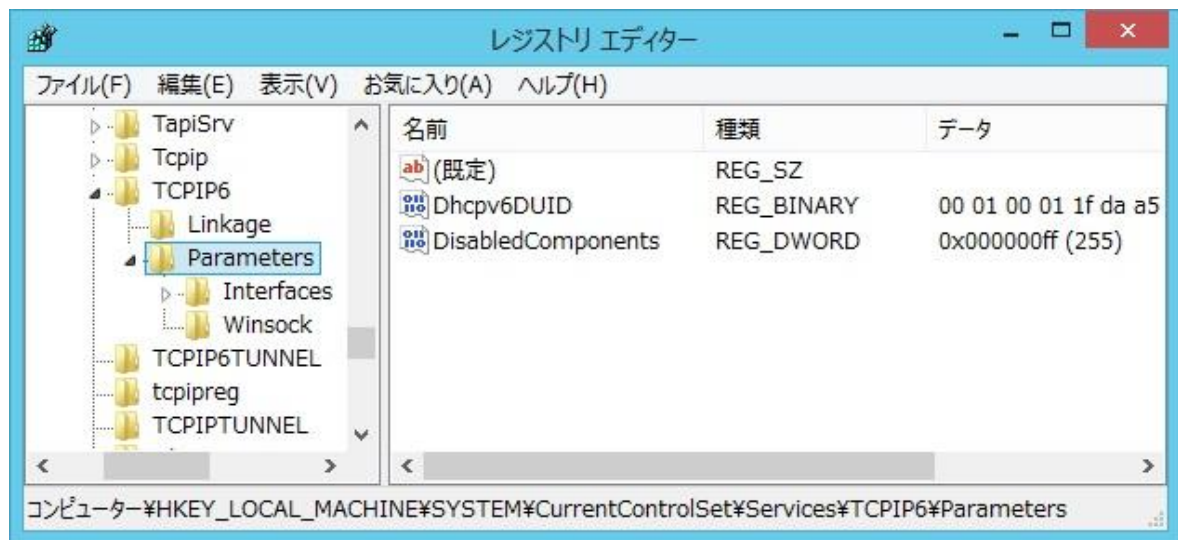 レジストリ エディター
ファイル(F) 編集(E) 表示(V) お気に入り(A) ヘルプ(H)
TapiSrv
Tcpip
TCPIP6
Linkage
Parameters
Interfaces
Winsock
TCPIP6TUNNEL
tcpipreg
TCPIPTUNNEL
名前 種類 データ
ab (既定) REG_SZ
Dhcpv6DUID REG_BINARY 00 01 00 01 1f da a5
DisabledComponents REG_DWORD 0x000000ff (255)
コンピューター¥HKEY_LOCAL_MACHINE¥SYSTEM¥CurrentControlSet¥Services¥TCPIP6¥Parameters